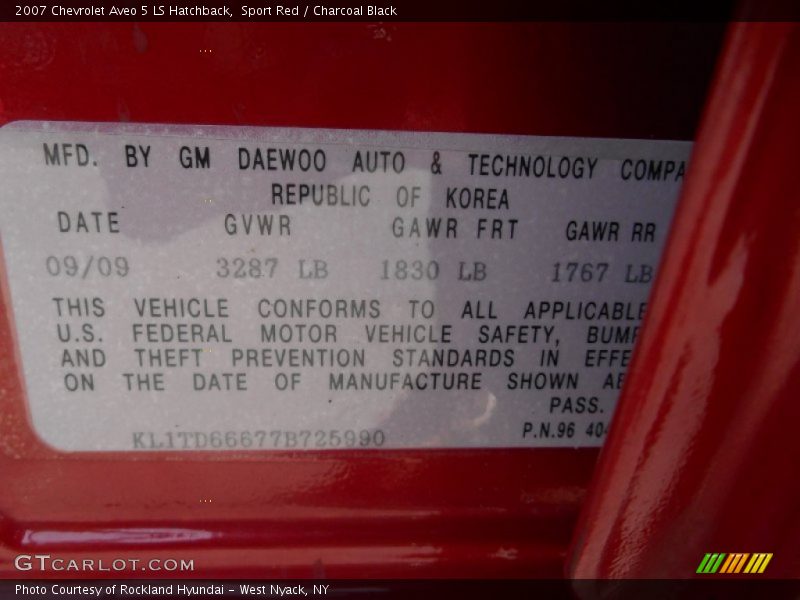 2007 Chevrolet Aveo 5 LS Hatchback, Sport Red / Charcoal Black
MFD. BY GM DAEWOO AUTO & TECHNOLOGY COMPA
REPUBLIC OF KOREA
DATE GVWR GAWR FRT GAWR RR
09/09 3287 LB 1830 LB 1767 LB
THIS VEHICLE CONFORMS TO ALL APPLICABLE
U.S. FEDERAL MOTOR VEHICLE SAFETY, BUMP
AND THEFT PREVENTION STANDARDS IN EFFE
ON THE DATE OF MANUFACTURE SHOWN AB
PASS.
KL1TD66677B725990 P.N.96 404
GTCARLOT.COM
Photo Courtesy of Rockland Hyundai - West Nyack, NY